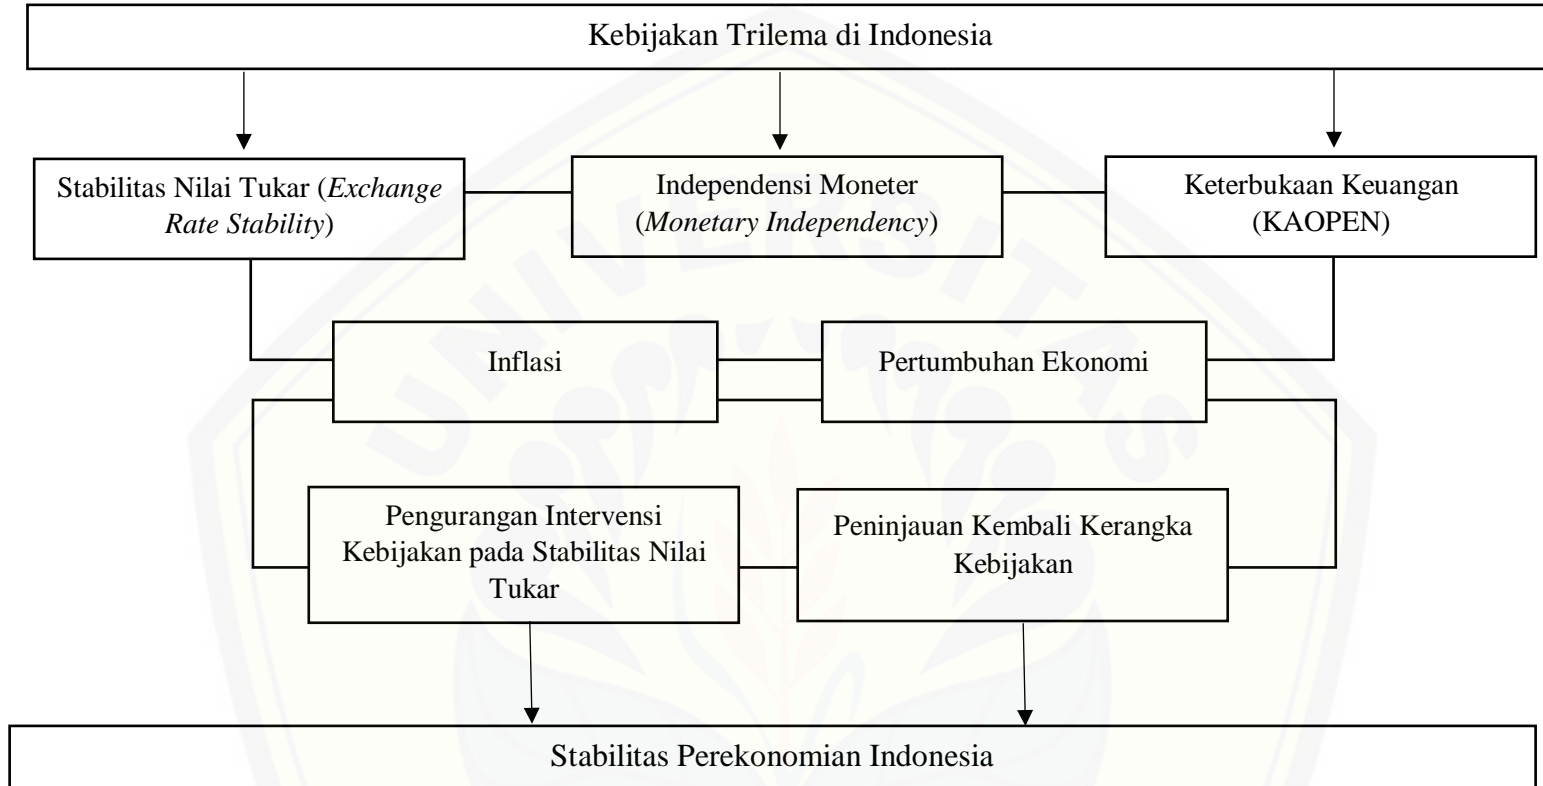 Kebijakan Trilema di Indonesia
Stabilitas Nilai Tukar (Exchange
Rate Stability)
Independensi Moneter
(Monetary Independency)
Keterbukaan Keuangan
(KAOPEN)
UNIVERSITAS
Inflasi
Pertumbuhan Ekonomi
Pengurangan Intervensi
Kebijakan pada Stabilitas Nilai
Tukar
Peninjauan Kembali Kerangka
Kebijakan
Stabilitas Perekonomian Indonesia